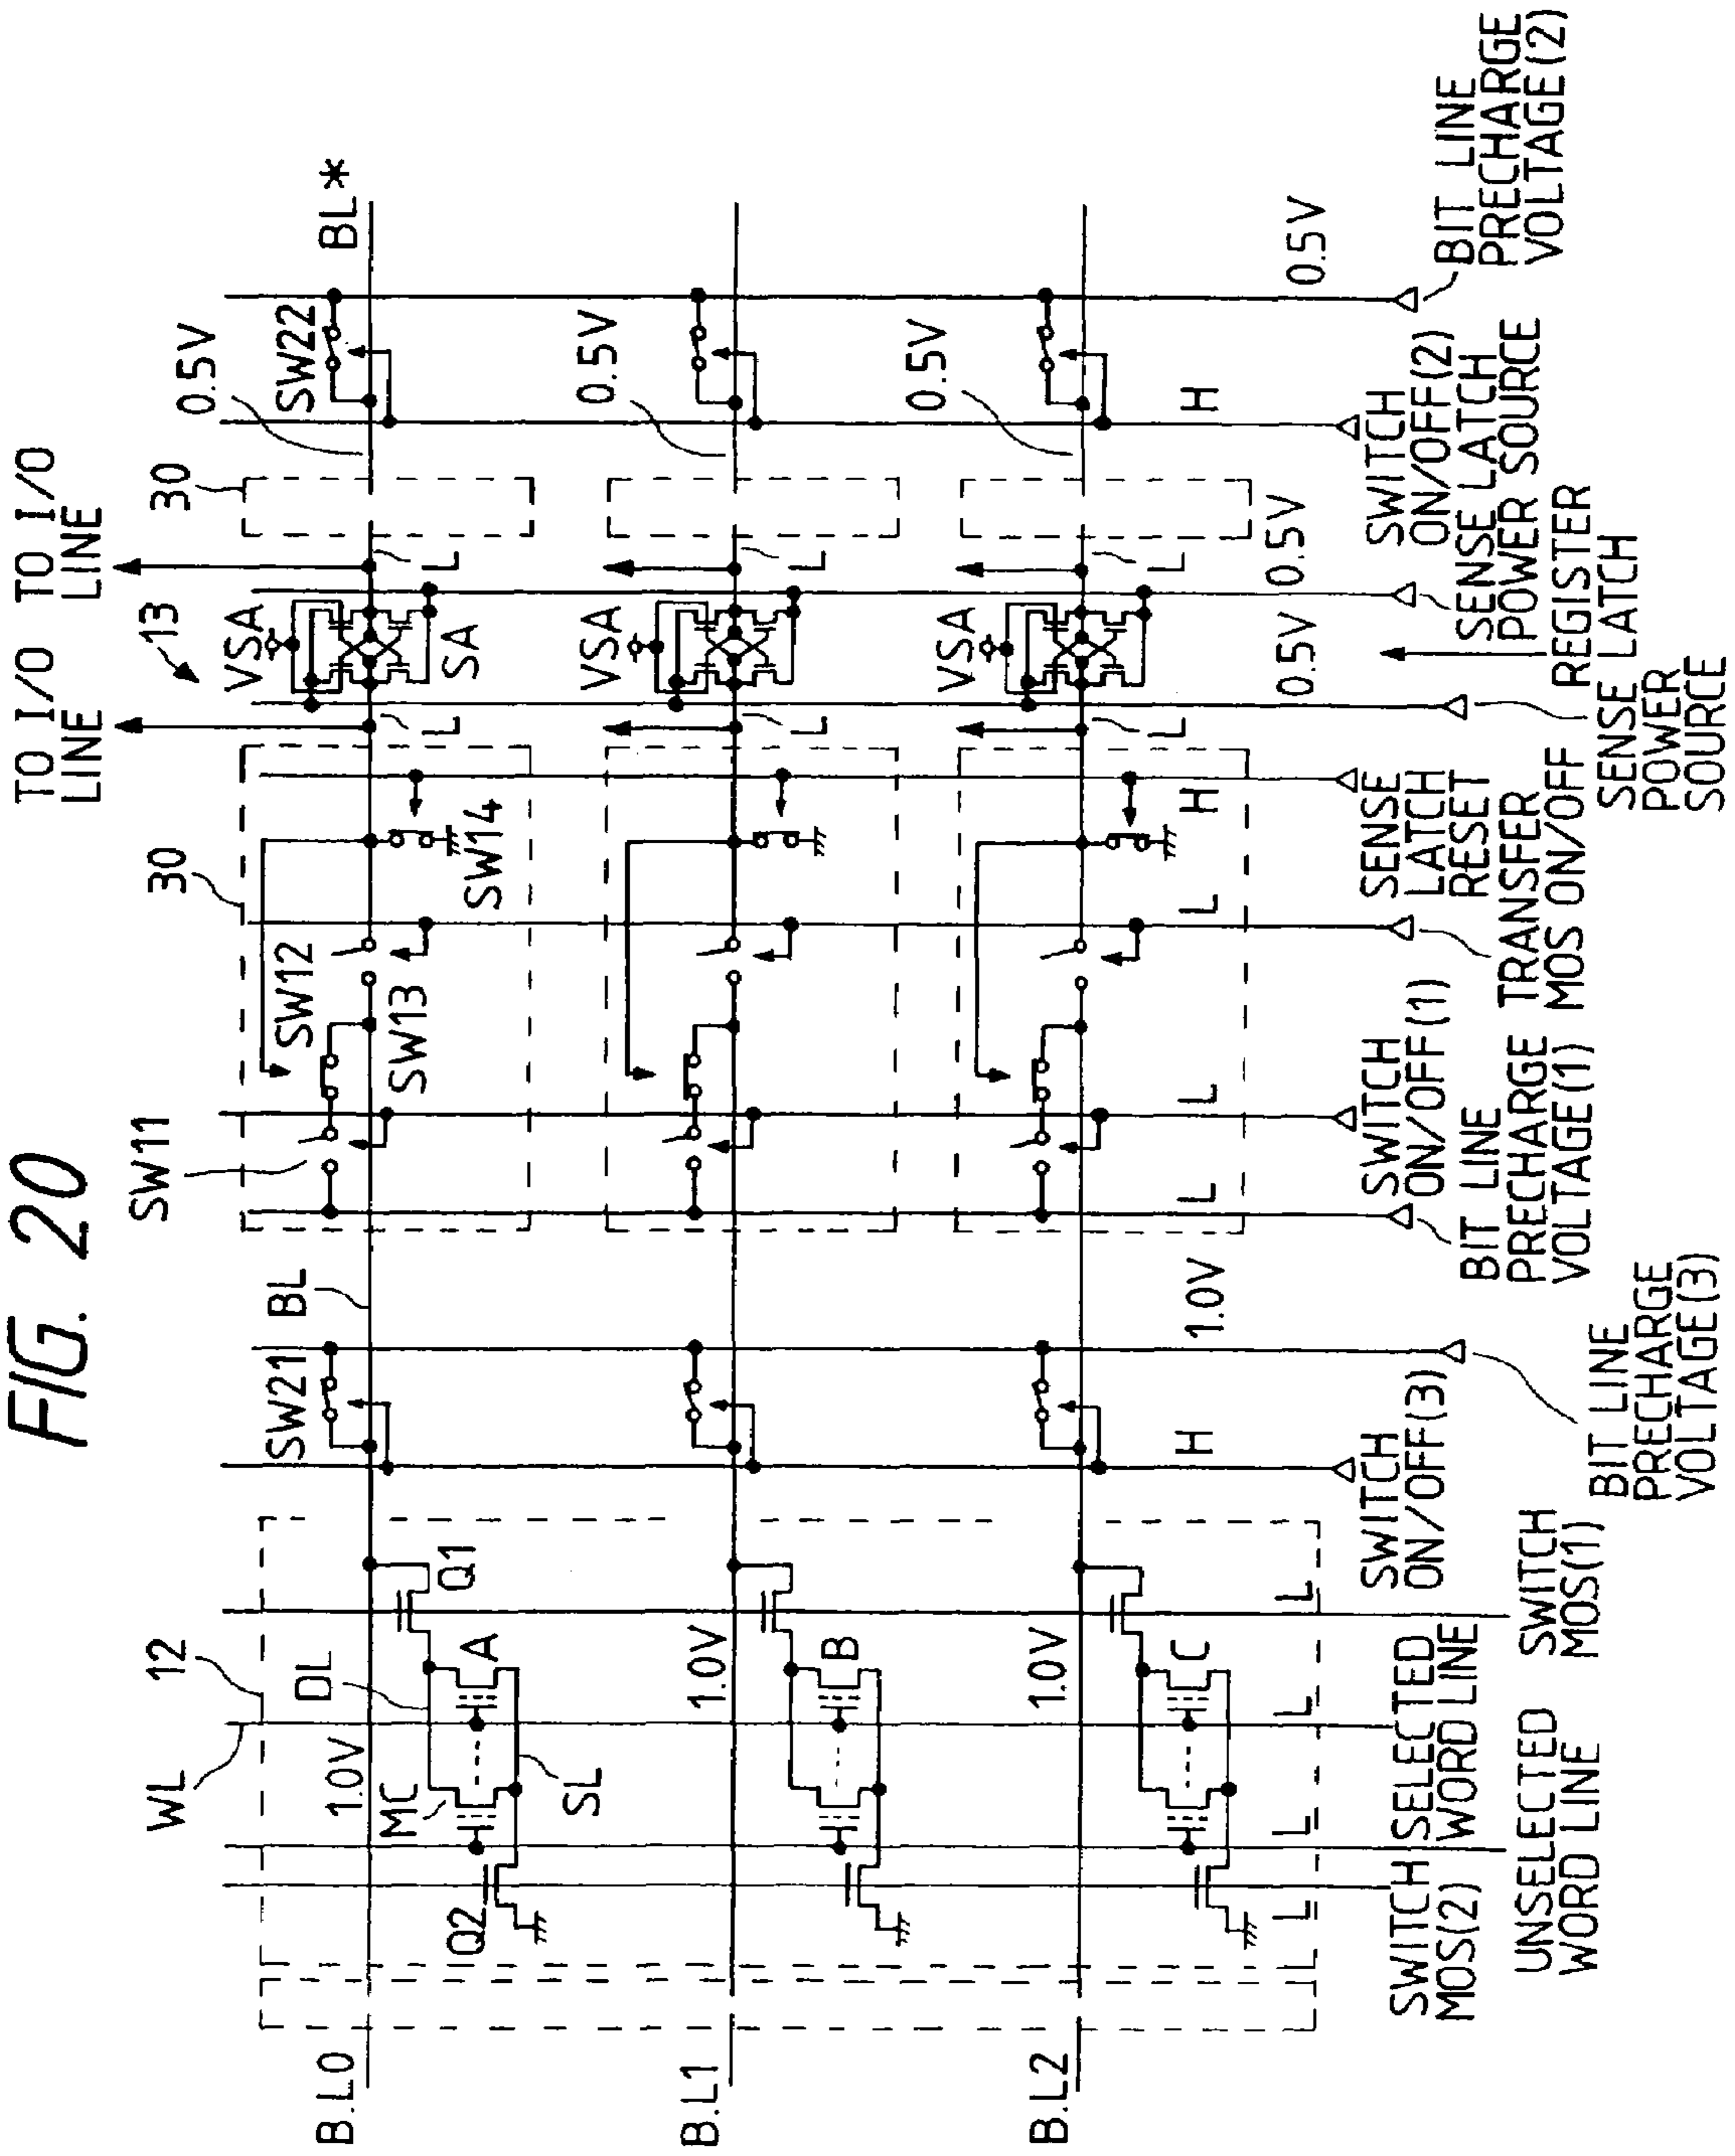 FIG. 20
TO I/O
LINE
TO I/O
LINE
13
30
30
BL*
0.5V
SW22
VSA
SA
L
L
SW14
SW12
SW13
SW11
BL
SW21
Q1
12
DL
A
WL
1.0V
MC
SL
Q2
B.L0
0.5V
VSA
L
L
1.0V
B
B.L1
0.5V
VSA
L
L
1.0V
C
B.L2
L
L
L
L
H
1.0V
L
L
L
H
0.5V
0.5V
H
0.5V
SWITCH
MOS(2)
UNSELECTED
WORD LINE
SELECTED
WORD LINE
SWITCH
MOS(1)
SWITCH
ON/OFF(3)
BIT LINE
PRECHARGE
VOLTAGE(3)
BIT LINE
PRECHARGE
VOLTAGE(1)
SWITCH
ON/OFF(1)
TRANSFER
MOS ON/OFF
SENSE
LATCH
RESET
SENSE LATCH
POWER
SOURCE
REGISTER
SENSE LATCH
POWER SOURCE
SWITCH
ON/OFF(2)
BIT LINE
PRECHARGE
VOLTAGE(2)